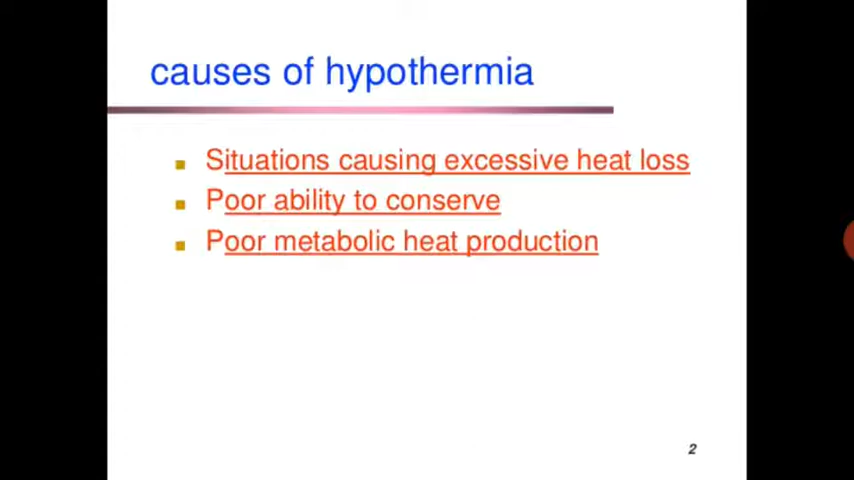 causes of hypothermia
Situations causing excessive heat loss
Poor ability to conserve
Poor metabolic heat production
2